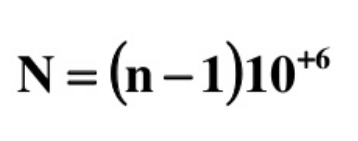 N = (n – 1)10⁺⁶